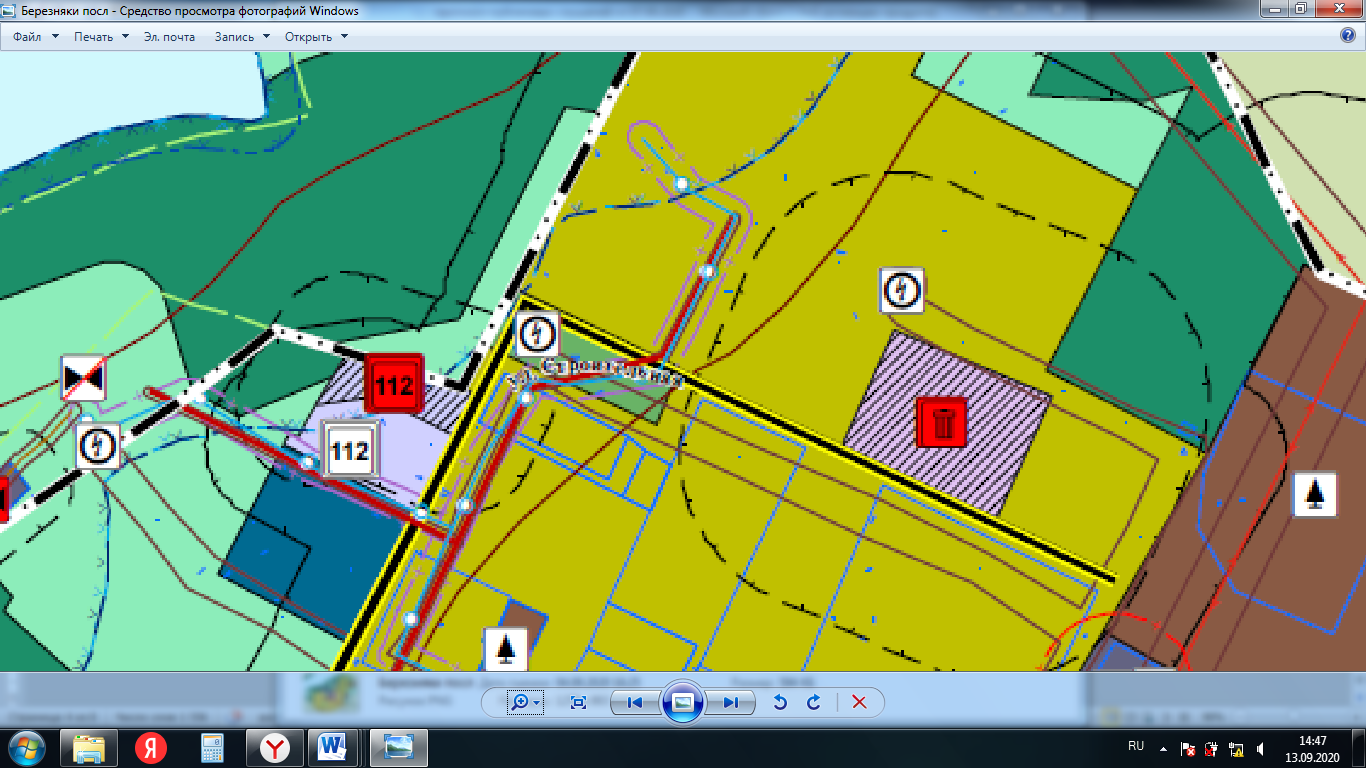 Березняки посл - Средство просмотра фотографий Windows
Файл Печать Эл. почта Запись Открыть
112
112
Строительная
RU
14:47
13.09.2020